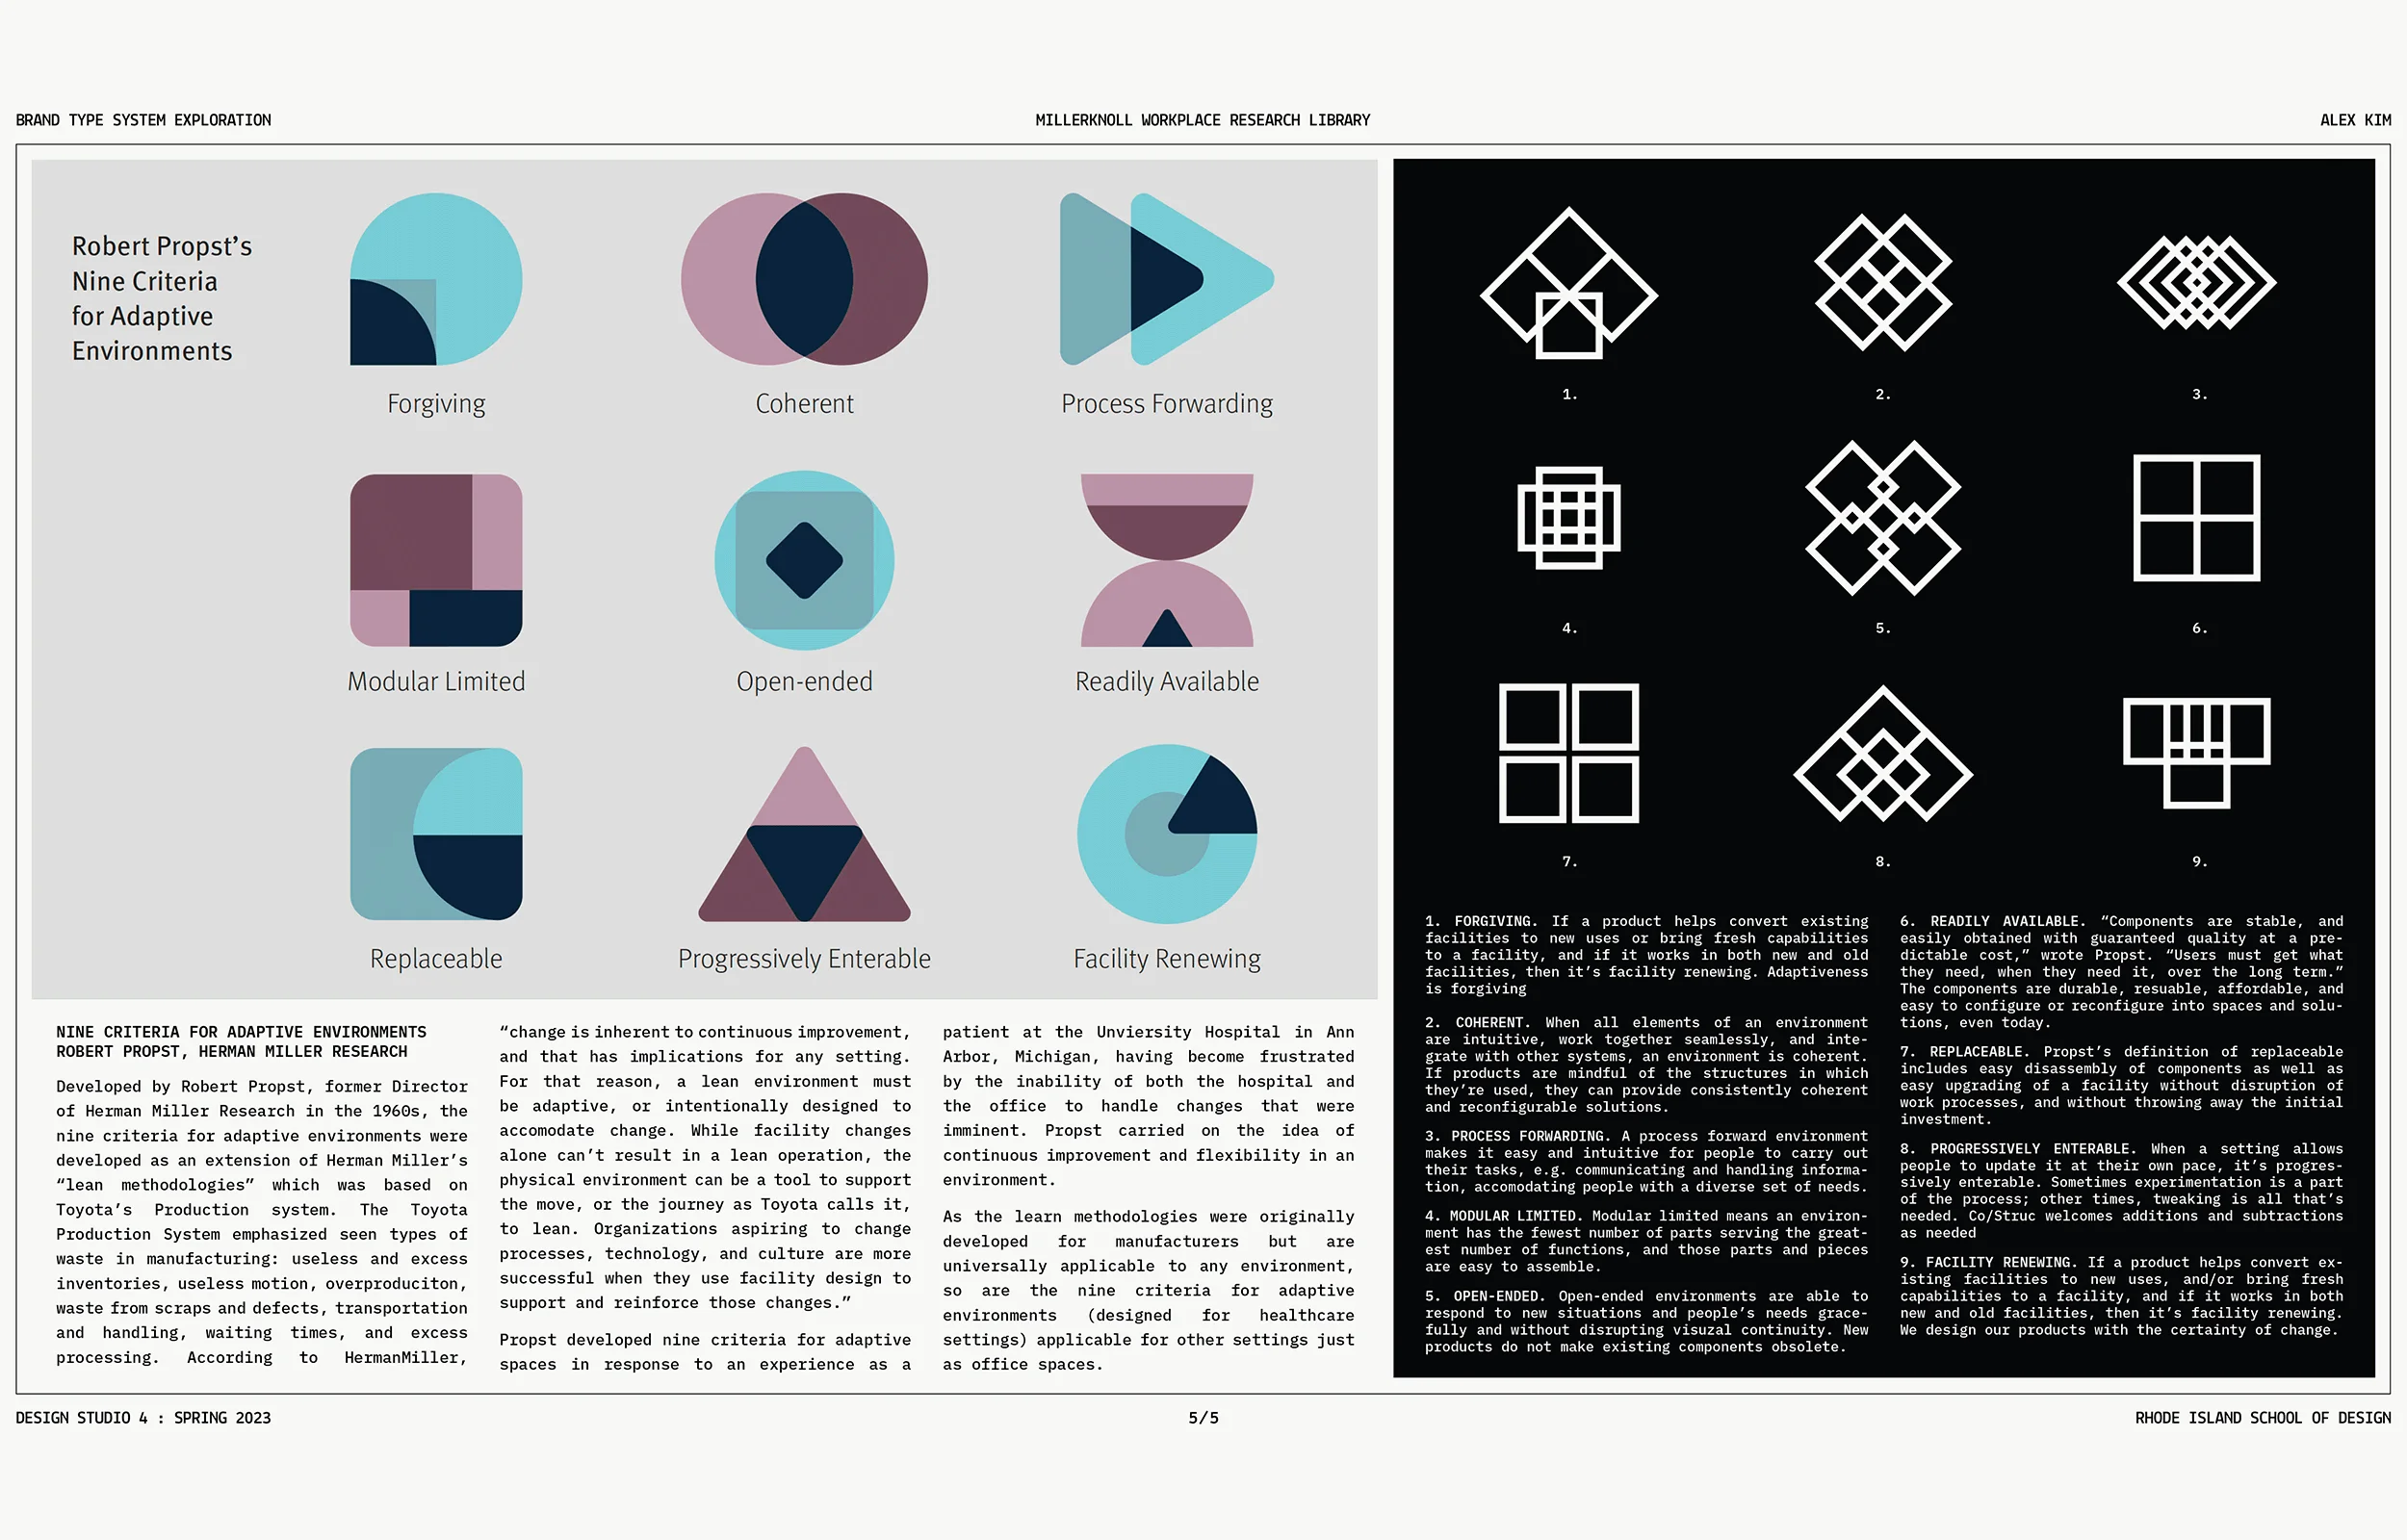 BRAND TYPE SYSTEM EXPLORATION
MILLERKNOLL WORKPLACE RESEARCH LIBRARY
ALEX KIM
Robert Propst’s
Nine Criteria
for Adaptive
Environments
Forgiving
Coherent
Process Forwarding
Modular Limited
Open-ended
Readily Available
Replaceable
Progressively Enterable
Facility Renewing
NINE CRITERIA FOR ADAPTIVE ENVIRONMENTS
ROBERT PROPST, HERMAN MILLER RESEARCH
Developed by Robert Propst, former Director
of Herman Miller Research in the 1960s, the
nine criteria for adaptive environments were
developed as an extension of Herman Miller’s
“lean methodologies” which was based on
Toyota’s Production system. The Toyota
Production System emphasized seen types of
waste in manufacturing: useless and excess
inventories, useless motion, overproduciton,
waste from scraps and defects, transportation
and handling, waiting times, and excess
processing. According to HermanMiller,
“change is inherent to continuous improvement,
and that has implications for any setting.
For that reason, a lean environment must
be adaptive, or intentionally designed to
accomodate change. While facility changes
alone can’t result in a lean operation, the
physical environment can be a tool to support
the move, or the journey as Toyota calls it,
to lean. Organizations aspiring to change
processes, technology, and culture are more
successful when they use facility design to
support and reinforce those changes.”
Propst developed nine criteria for adaptive
spaces in response to an experience as a
patient at the Unviersity Hospital in Ann
Arbor, Michigan, having become frustrated
by the inability of both the hospital and
the office to handle changes that were
imminent. Propst carried on the idea of
continuous improvement and flexibility in an
environment.
As the learn methodologies were originally
developed for manufacturers but are
universally applicable to any environment,
so are the nine criteria for adaptive
environments (designed for healthcare
settings) applicable for other settings just
as office spaces.
1.
2.
3.
4.
5.
6.
7.
8.
9.
1. FORGIVING. If a product helps convert existing
facilities to new uses or bring fresh capabilities
to a facility, and if it works in both new and old
facilities, then it’s facility renewing. Adaptiveness
is forgiving
2. COHERENT. When all elements of an environment
are intuitive, work together seamlessly, and inte-
grate with other systems, an environment is coherent.
If products are mindful of the structures in which
they’re used, they can provide consistently coherent
and reconfigurable solutions.
3. PROCESS FORWARDING. A process forward environment
makes it easy and intuitive for people to carry out
their tasks, e.g. communicating and handling informa-
tion, accomodating people with a diverse set of needs.
4. MODULAR LIMITED. Modular limited means an environ-
ment has the fewest number of parts serving the great-
est number of functions, and those parts and pieces
are easy to assemble.
5. OPEN-ENDED. Open-ended environments are able to
respond to new situations and people’s needs grace-
fully and without disrupting visuzal continuity. New
products do not make existing components obsolete.
6. READILY AVAILABLE. “Components are stable, and
easily obtained with guaranteed quality at a pre-
dictable cost,” wrote Propst. “Users must get what
they need, when they need it, over the long term.”
The components are durable, resuable, affordable, and
easy to configure or reconfigure into spaces and solu-
tions, even today.
7. REPLACEABLE. Propst’s definition of replaceable
includes easy disassembly of components as well as
easy upgrading of a facility without disruption of
work processes, and without throwing away the initial
investment.
8. PROGRESSIVELY ENTERABLE. When a setting allows
people to update it at their own pace, it’s progres-
sively enterable. Sometimes experimentation is a part
of the process; other times, tweaking is all that’s
needed. Co/Struc welcomes additions and subtractions
as needed
9. FACILITY RENEWING. If a product helps convert ex-
isting facilities to new uses, and/or bring fresh
capabilities to a facility, and if it works in both
new and old facilities, then it’s facility renewing.
We design our products with the certainty of change.
DESIGN STUDIO 4 : SPRING 2023
5/5
RHODE ISLAND SCHOOL OF DESIGN